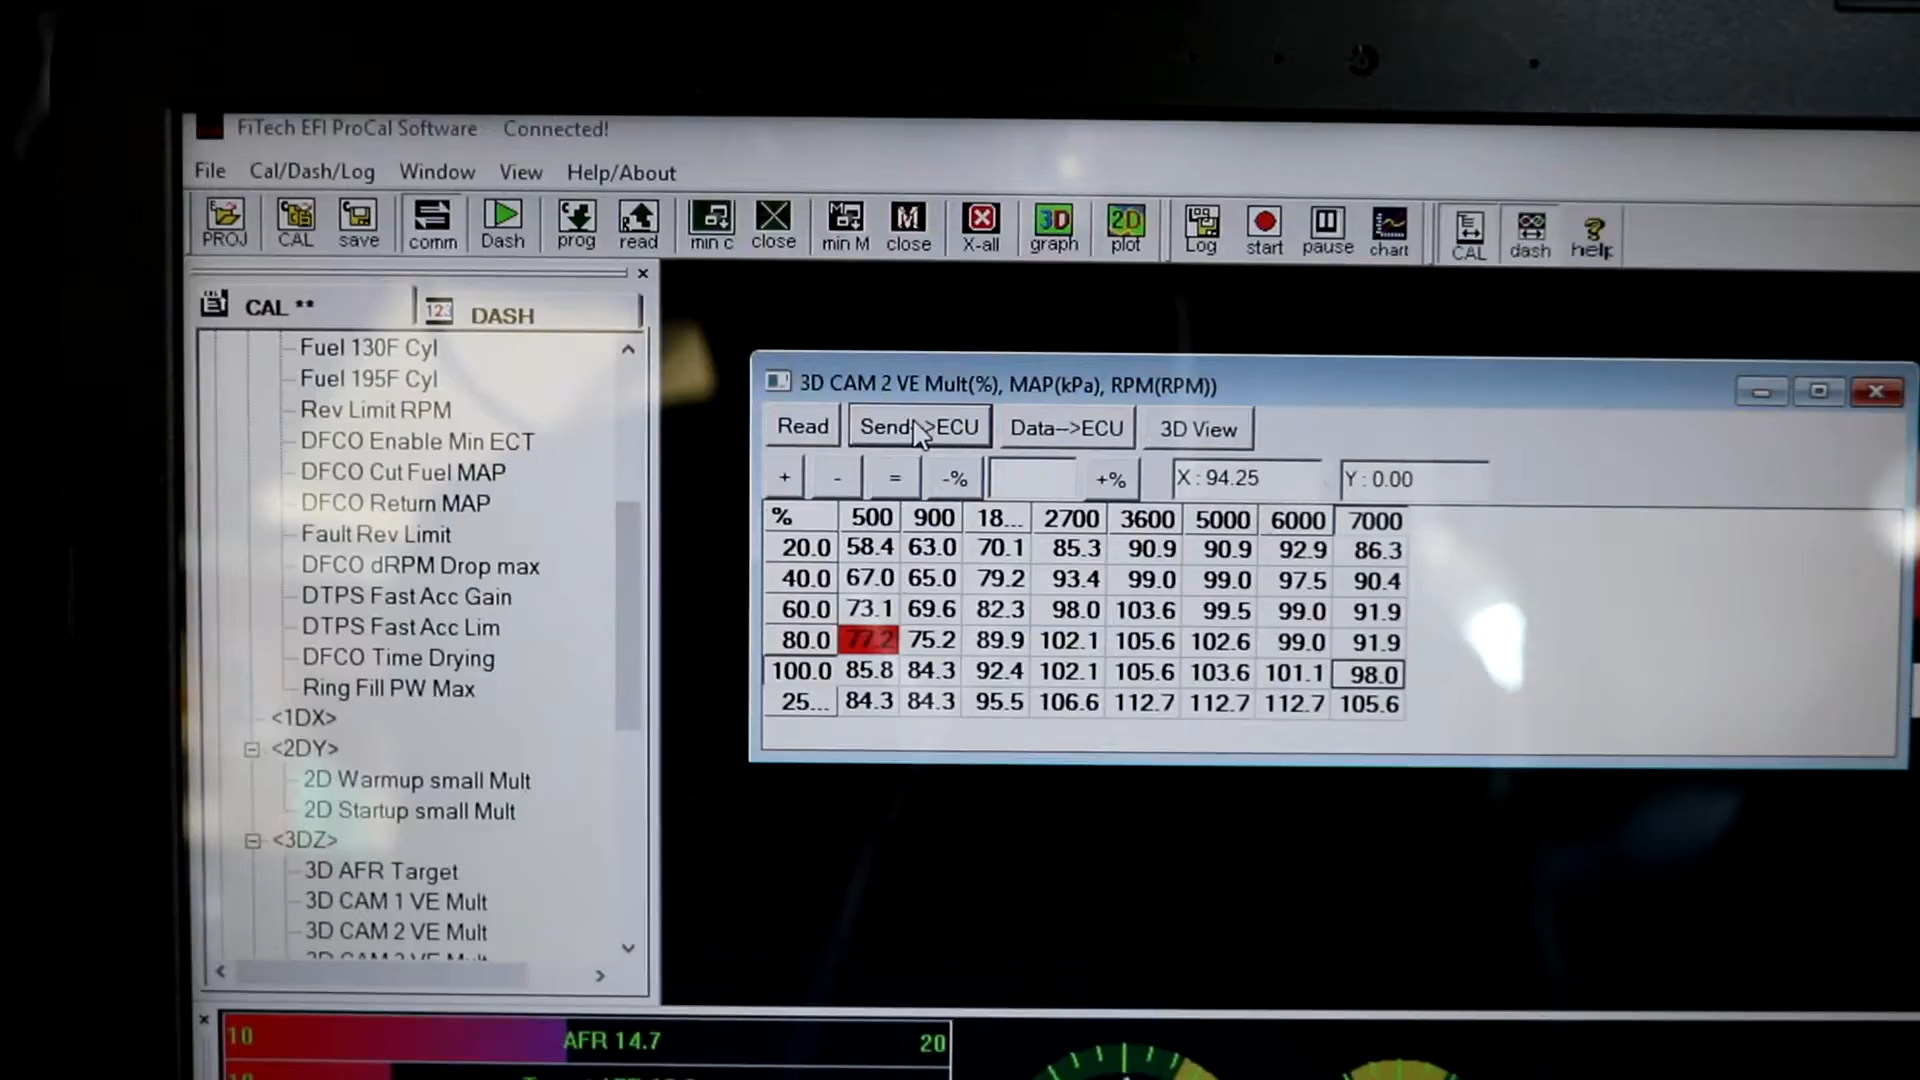 FiTech EFI ProCal Software Connected!
File Cal/Dash/Log Window View Help/About
PROJ CAL save comm Dash prog read min c close min M close X-all 3D graph 2D plot Log start pause chart CAL dash help
CAL ** 123 DASH
Fuel 130F Cyl
Fuel 195F Cyl
Rev Limit RPM
DFCO Enable Min ECT
DFCO Cut Fuel MAP
DFCO Return MAP
Fault Rev Limit
DFCO dRPM Drop max
DTPS Fast Acc Gain
DTPS Fast Acc Lim
DFCO Time Drying
Ring Fill PW Max
<1DX>
<2DY>
2D Warmup small Mult
2D Startup small Mult
<3DZ>
3D AFR Target
3D CAM 1 VE Mult
3D CAM 2 VE Mult
3D CAM 2 VE Mult(%), MAP(kPa), RPM(RPM))
Read Send-->ECU Data-->ECU 3D View
+ - = -% +% X : 94.25 Y : 0.00
% 500 900 18... 2700 3600 5000 6000 7000
20.0 58.4 63.0 70.1 85.3 90.9 90.9 92.9 86.3
40.0 67.0 65.0 79.2 93.4 99.0 99.0 97.5 90.4
60.0 73.1 69.6 82.3 98.0 103.6 99.5 99.0 91.9
80.0 77.2 75.2 89.9 102.1 105.6 102.6 99.0 91.9
100.0 85.8 84.3 92.4 102.1 105.6 103.6 101.1 98.0
25... 84.3 84.3 95.5 106.6 112.7 112.7 112.7 105.6
10 AFR 14.7 20